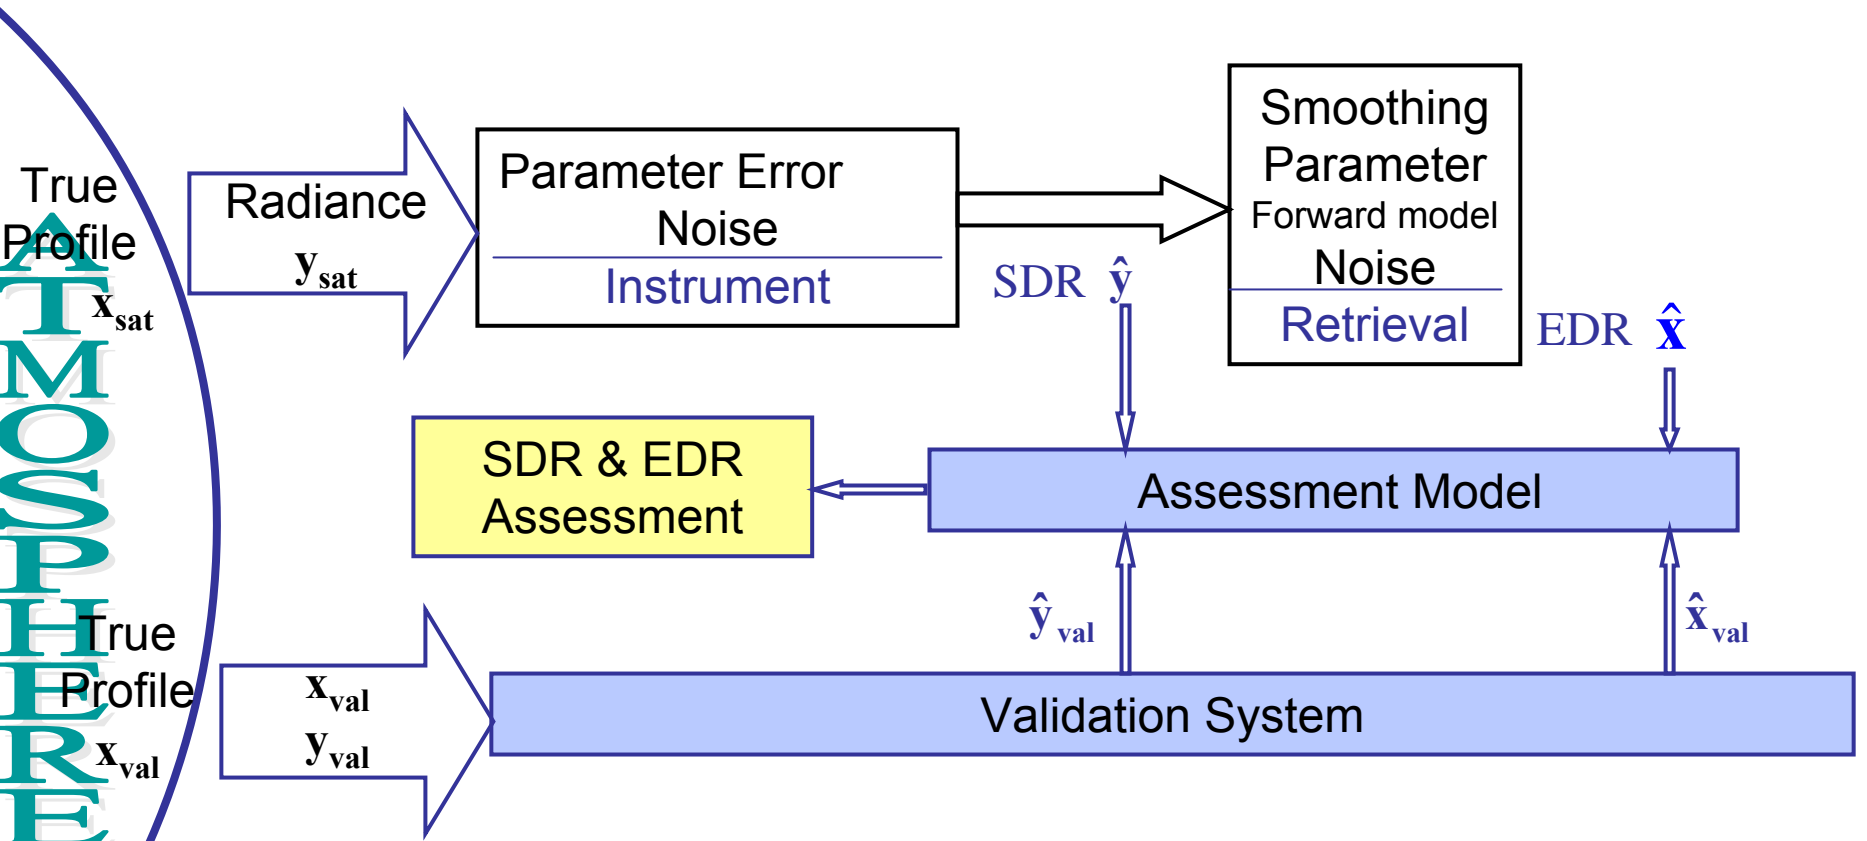 True
Profile
x_sat
ATMOSPHERE
Radiance
y_sat
Parameter Error
Noise
Instrument
Smoothing
Parameter
Forward model
Noise
Retrieval
SDR ŷ
EDR x̂
SDR & EDR
Assessment
Assessment Model
ŷ_val
x̂_val
True
Profile
x_val
x_val
y_val
Validation System